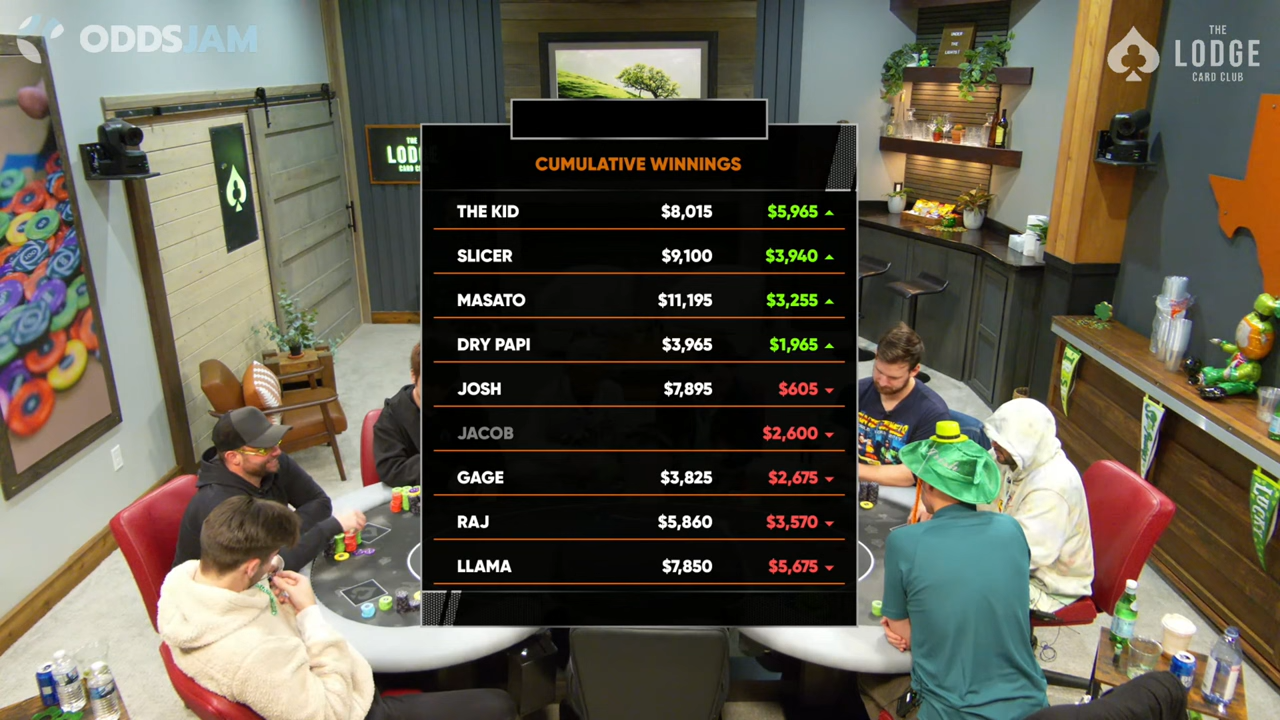 ODDSJAM
THE
LODGE
CARD CLUB
CUMULATIVE WINNINGS
THE KID $8,015 $5,965
SLICER $9,100 $3,940
MASATO $11,195 $3,255
DRY PAPI $3,965 $1,965
JOSH $7,895 $605
JACOB $2,600
GAGE $3,825 $2,675
RAJ $5,860 $3,570
LLAMA $7,850 $5,675
THE
LUCKY